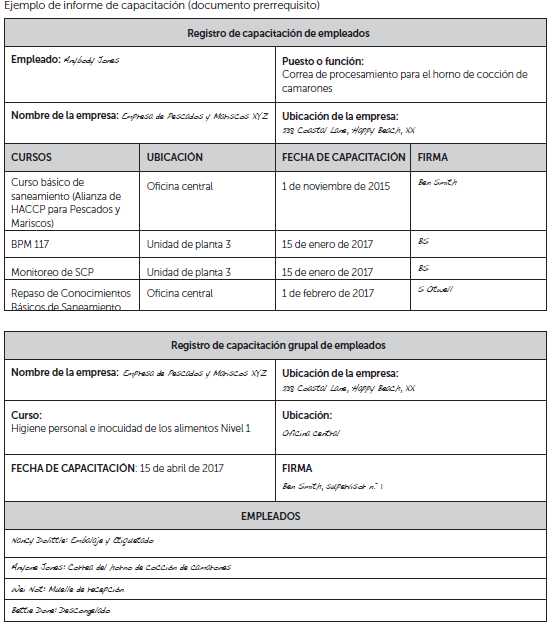 Ejemplo de informe de capacitación (documento prerrequisito)
Registro de capacitación de empleados
Empleado: Anybody Jones
Puesto o función:
Correa de procesamiento para el horno de cocción de
camarones
Nombre de la empresa: Empresa de Pescados y Mariscos XYZ
Ubicación de la empresa:
333 Coastal Lane, Happy Beach, XX
CURSOS UBICACIÓN FECHA DE CAPACITACIÓN FIRMA
Curso básico de
saneamiento (Alianza de
HACCP para Pescados y
Mariscos)
Oficina central
1 de noviembre de 2015
Ben Smith
BPM 117 Unidad de planta 3 15 de enero de 2017 BS
Monitoreo de SCP Unidad de planta 3 15 de enero de 2017 BS
Repaso de Conocimientos
Básicos de Saneamiento
Oficina central
1 de febrero de 2017
S Otwell
Registro de capacitación grupal de empleados
Nombre de la empresa: Empresa de Pescados y Mariscos XYZ
Ubicación de la empresa:
333 Coastal Lane, Happy Beach, XX
Curso:
Higiene personal e inocuidad de los alimentos Nivel 1
Ubicación:
Oficina central
FECHA DE CAPACITACIÓN: 15 de abril de 2017
FIRMA
Ben Smith, supervisor n.° 1
EMPLEADOS
Nancy Dolittle: Embalaje y Etiquetado
Anyone Jones: Correa del horno de cocción de camarones
Wei Not: Muelle de recepción
Bettie Done: Descongelado